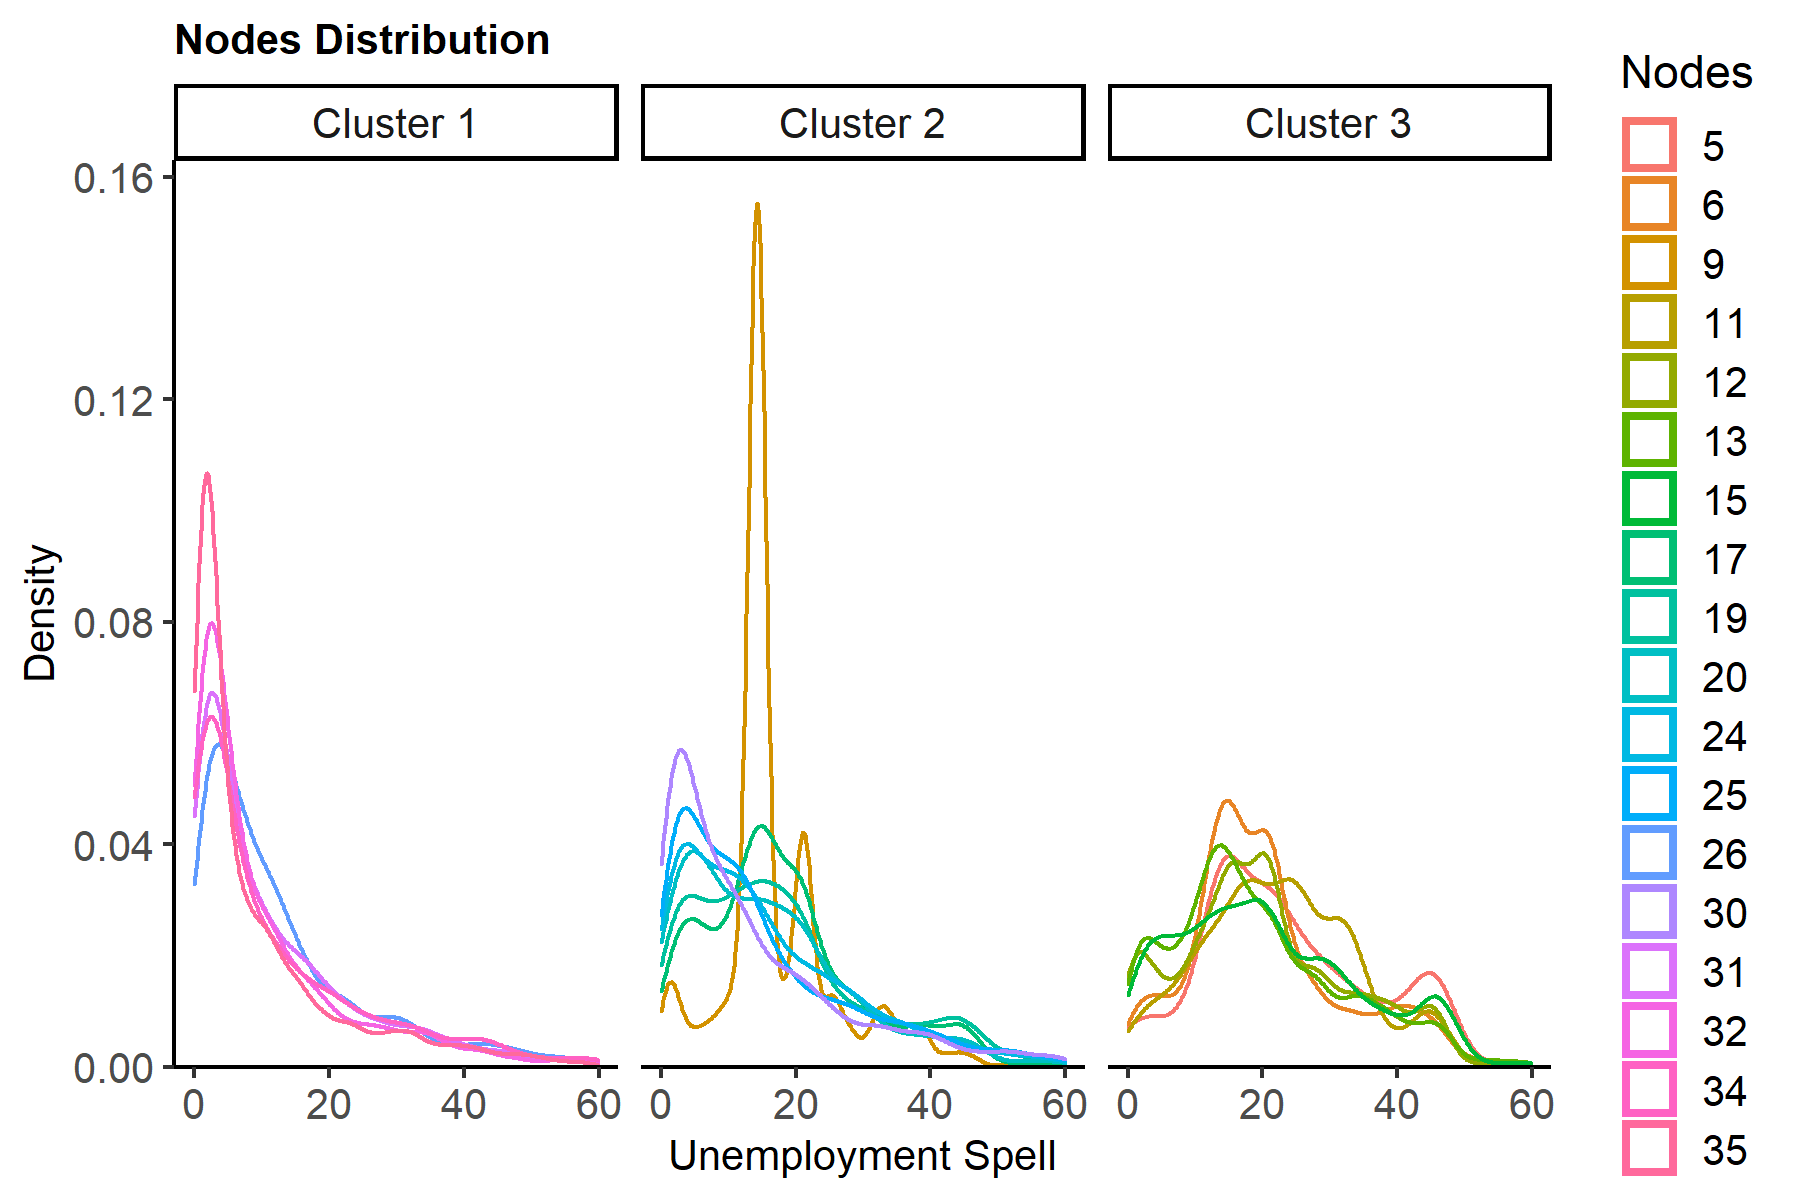 Nodes Distribution
Cluster 1
Cluster 2
Cluster 3
Density
0.16
0.12
0.08
0.04
0.00
0 20 40 60
0 20 40 60
0 20 40 60
Unemployment Spell
Nodes
5
6
9
11
12
13
15
17
19
20
24
25
26
30
31
32
34
35